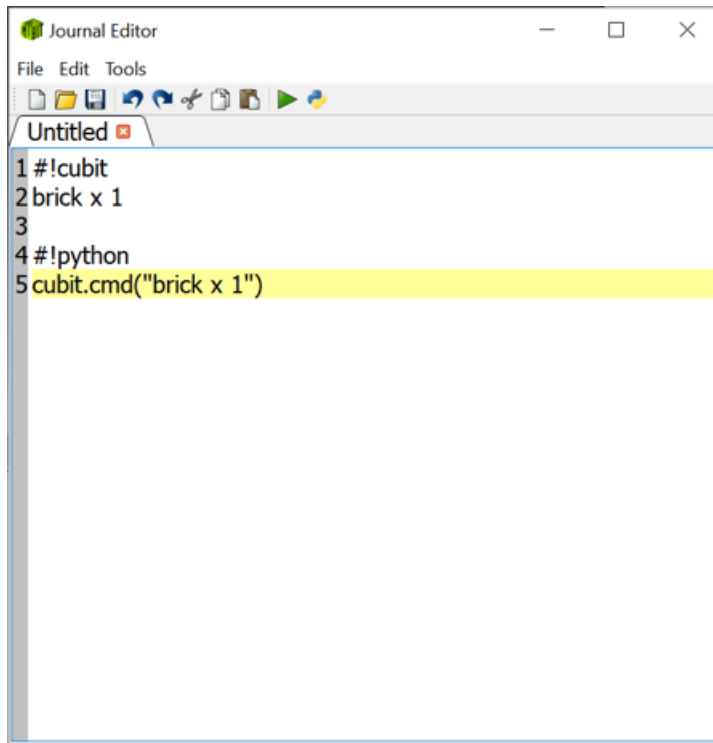 Journal Editor
File Edit Tools
Untitled
1 #!cubit
2 brick x 1
3
4 #!python
5 cubit.cmd("brick x 1")